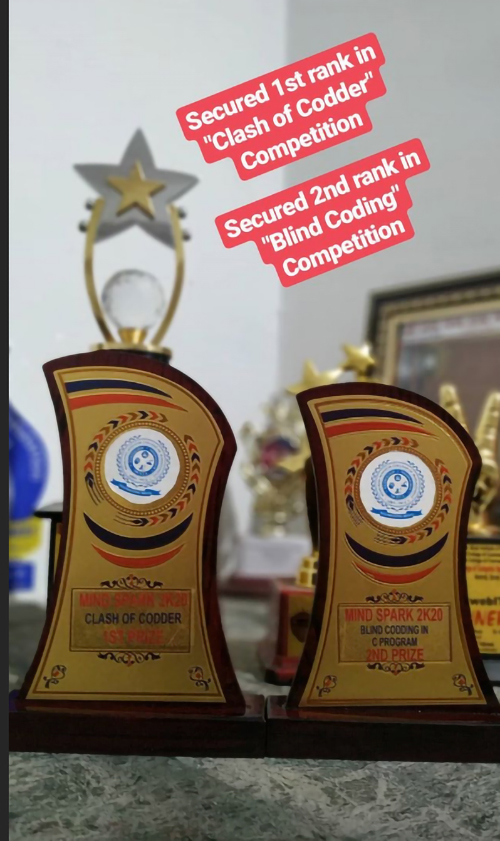 Secured 1st rank in
"Clash of Codder"
Competition
Secured 2nd rank in
"Blind Coding"
Competition
MIND SPARK 2K20
CLASH OF CODDER
1ST PRIZE
MIND SPARK 2K20
BLIND CODDING IN
C PROGRAM
2ND PRIZE